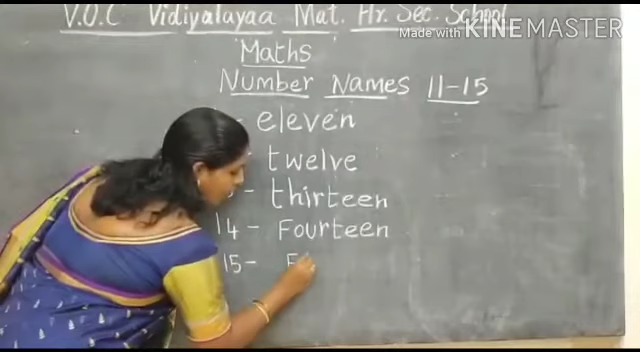 V.O.C Vidiyalayaa Mat. Hr. Sec. School
Made with KINEMASTER
Maths
Number Names 11-15
- eleven
twelve
- thirteen
14 - Fourteen
15 - F